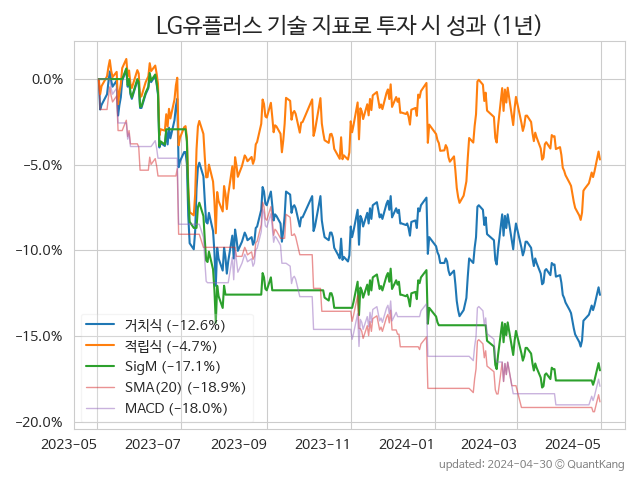 LG유플러스 기술 지표로 투자 시 성과 (1년)
0.0%
−5.0%
−10.0%
−15.0%
−20.0%
거치식 (−12.6%)
적립식 (−4.7%)
SigM (−17.1%)
SMA(20) (−18.9%)
MACD (−18.0%)
2023-05 2023-07 2023-09 2023-11 2024-01 2024-03 2024-05
updated: 2024-04-30 © QuantKang